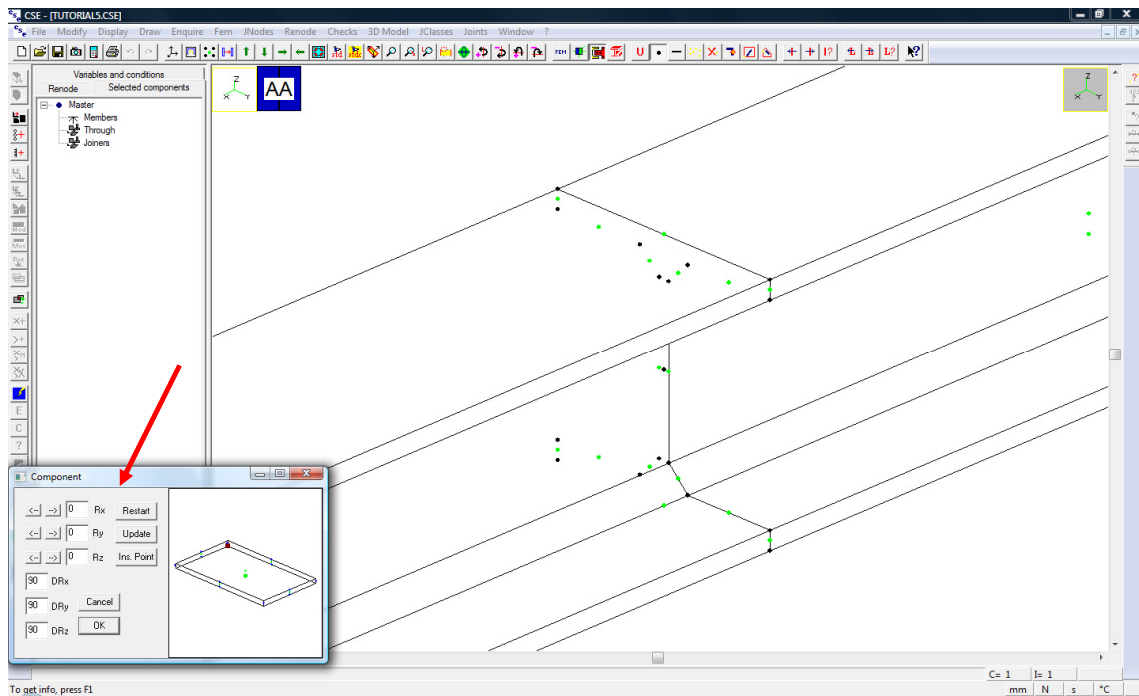 CSE - [TUTORIAL5.CSE]
File Modify Display Draw Enquire Fem JNodes Renode Checks 3D Model JClasses Joints Window ?
Variables and conditions
Renode Selected components
Master
Members
Through
Joiners
Z
X Y
AA
Z
X Y
E
C
?
Component
<-- --> 0 Rx Restart
<-- --> 0 Ry Update
<-- --> 0 Rz Ins. Point
90 DRx
90 DRy Cancel
90 DRz OK
C= 1 I= 1
To get info, press F1 mm N s °C